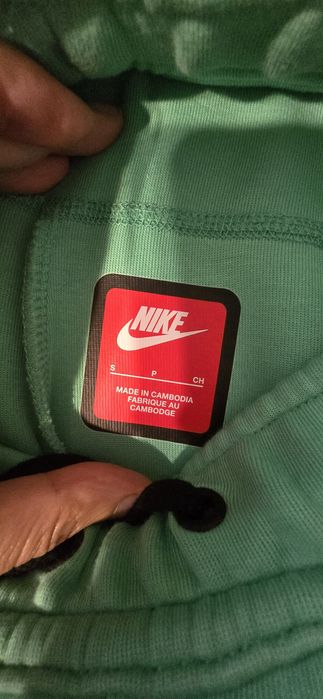 NIKE
S P CH
MADE IN CAMBODIA
FABRIQUE AU
CAMBODGE